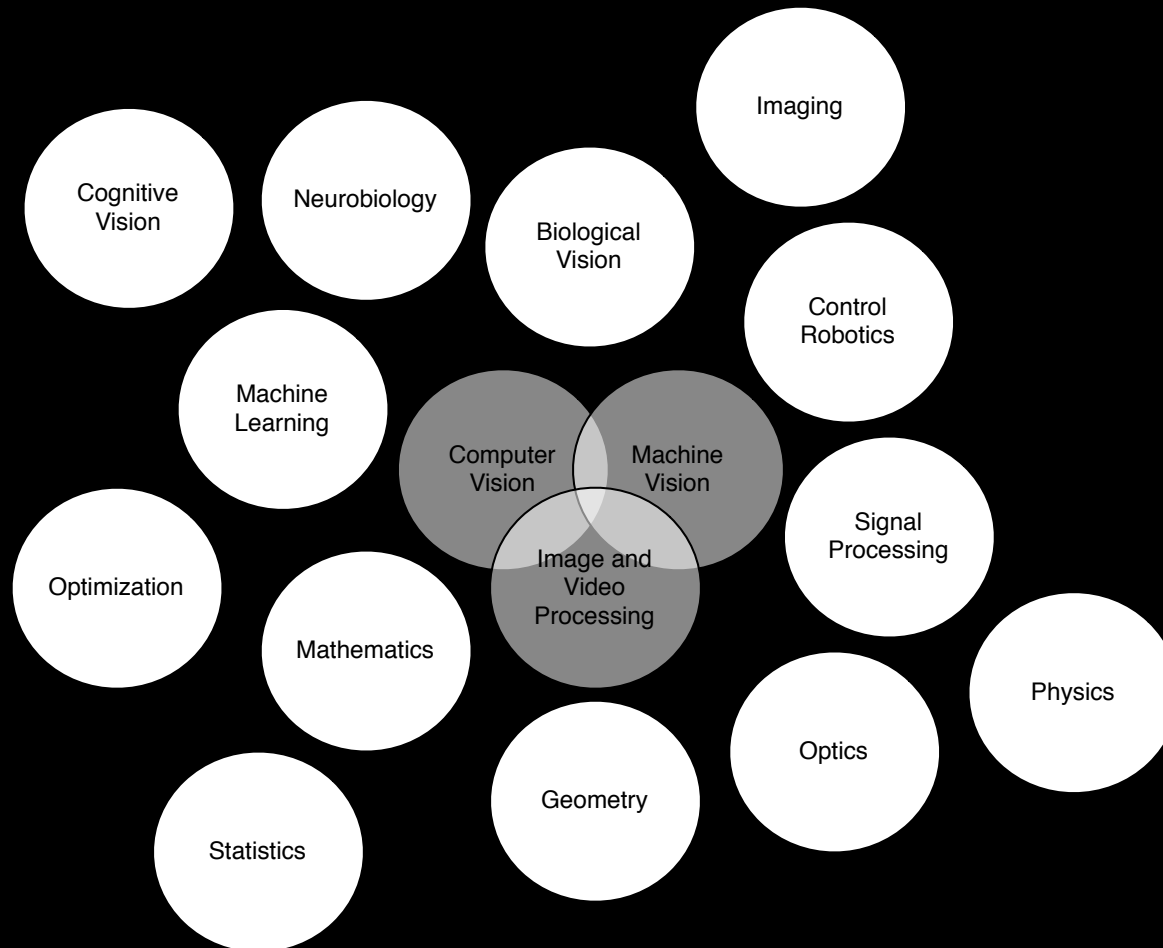 Imaging
Cognitive
Vision
Neurobiology
Biological
Vision
Control
Robotics
Machine
Learning
Computer
Vision
Machine
Vision
Signal
Processing
Image and
Video
Processing
Optimization
Mathematics
Physics
Optics
Geometry
Statistics